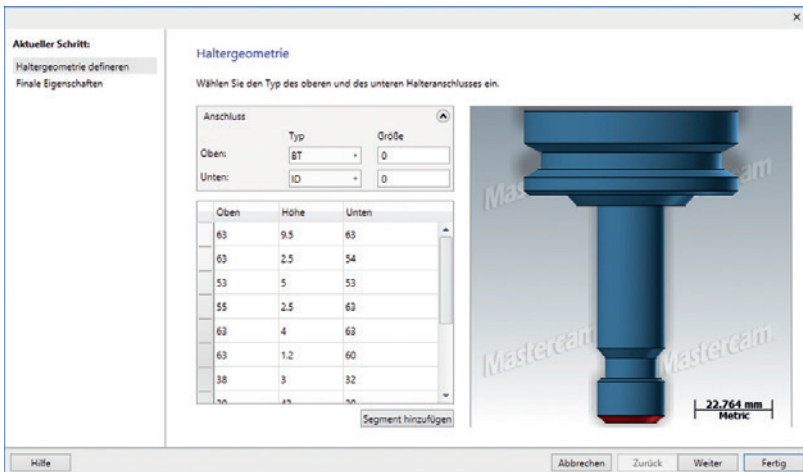 Aktueller Schritt:
Haltergeometrie definieren
Finale Eigenschaften
Haltergeometrie
Wählen Sie den Typ des oberen und des unteren Halteranschlusses ein.
Anschluss
Typ Größe
Oben: BT 0
Unten: ID 0
Oben Höhe Unten
63 9.5 63
63 2.5 54
53 5 53
55 2.5 63
63 4 63
63 1.2 60
38 3 32
Segment hinzufügen
Mastercam
Mastercam
Mastercam
22.764 mm
Metric
Hilfe Abbrechen Zurück Weiter Fertig